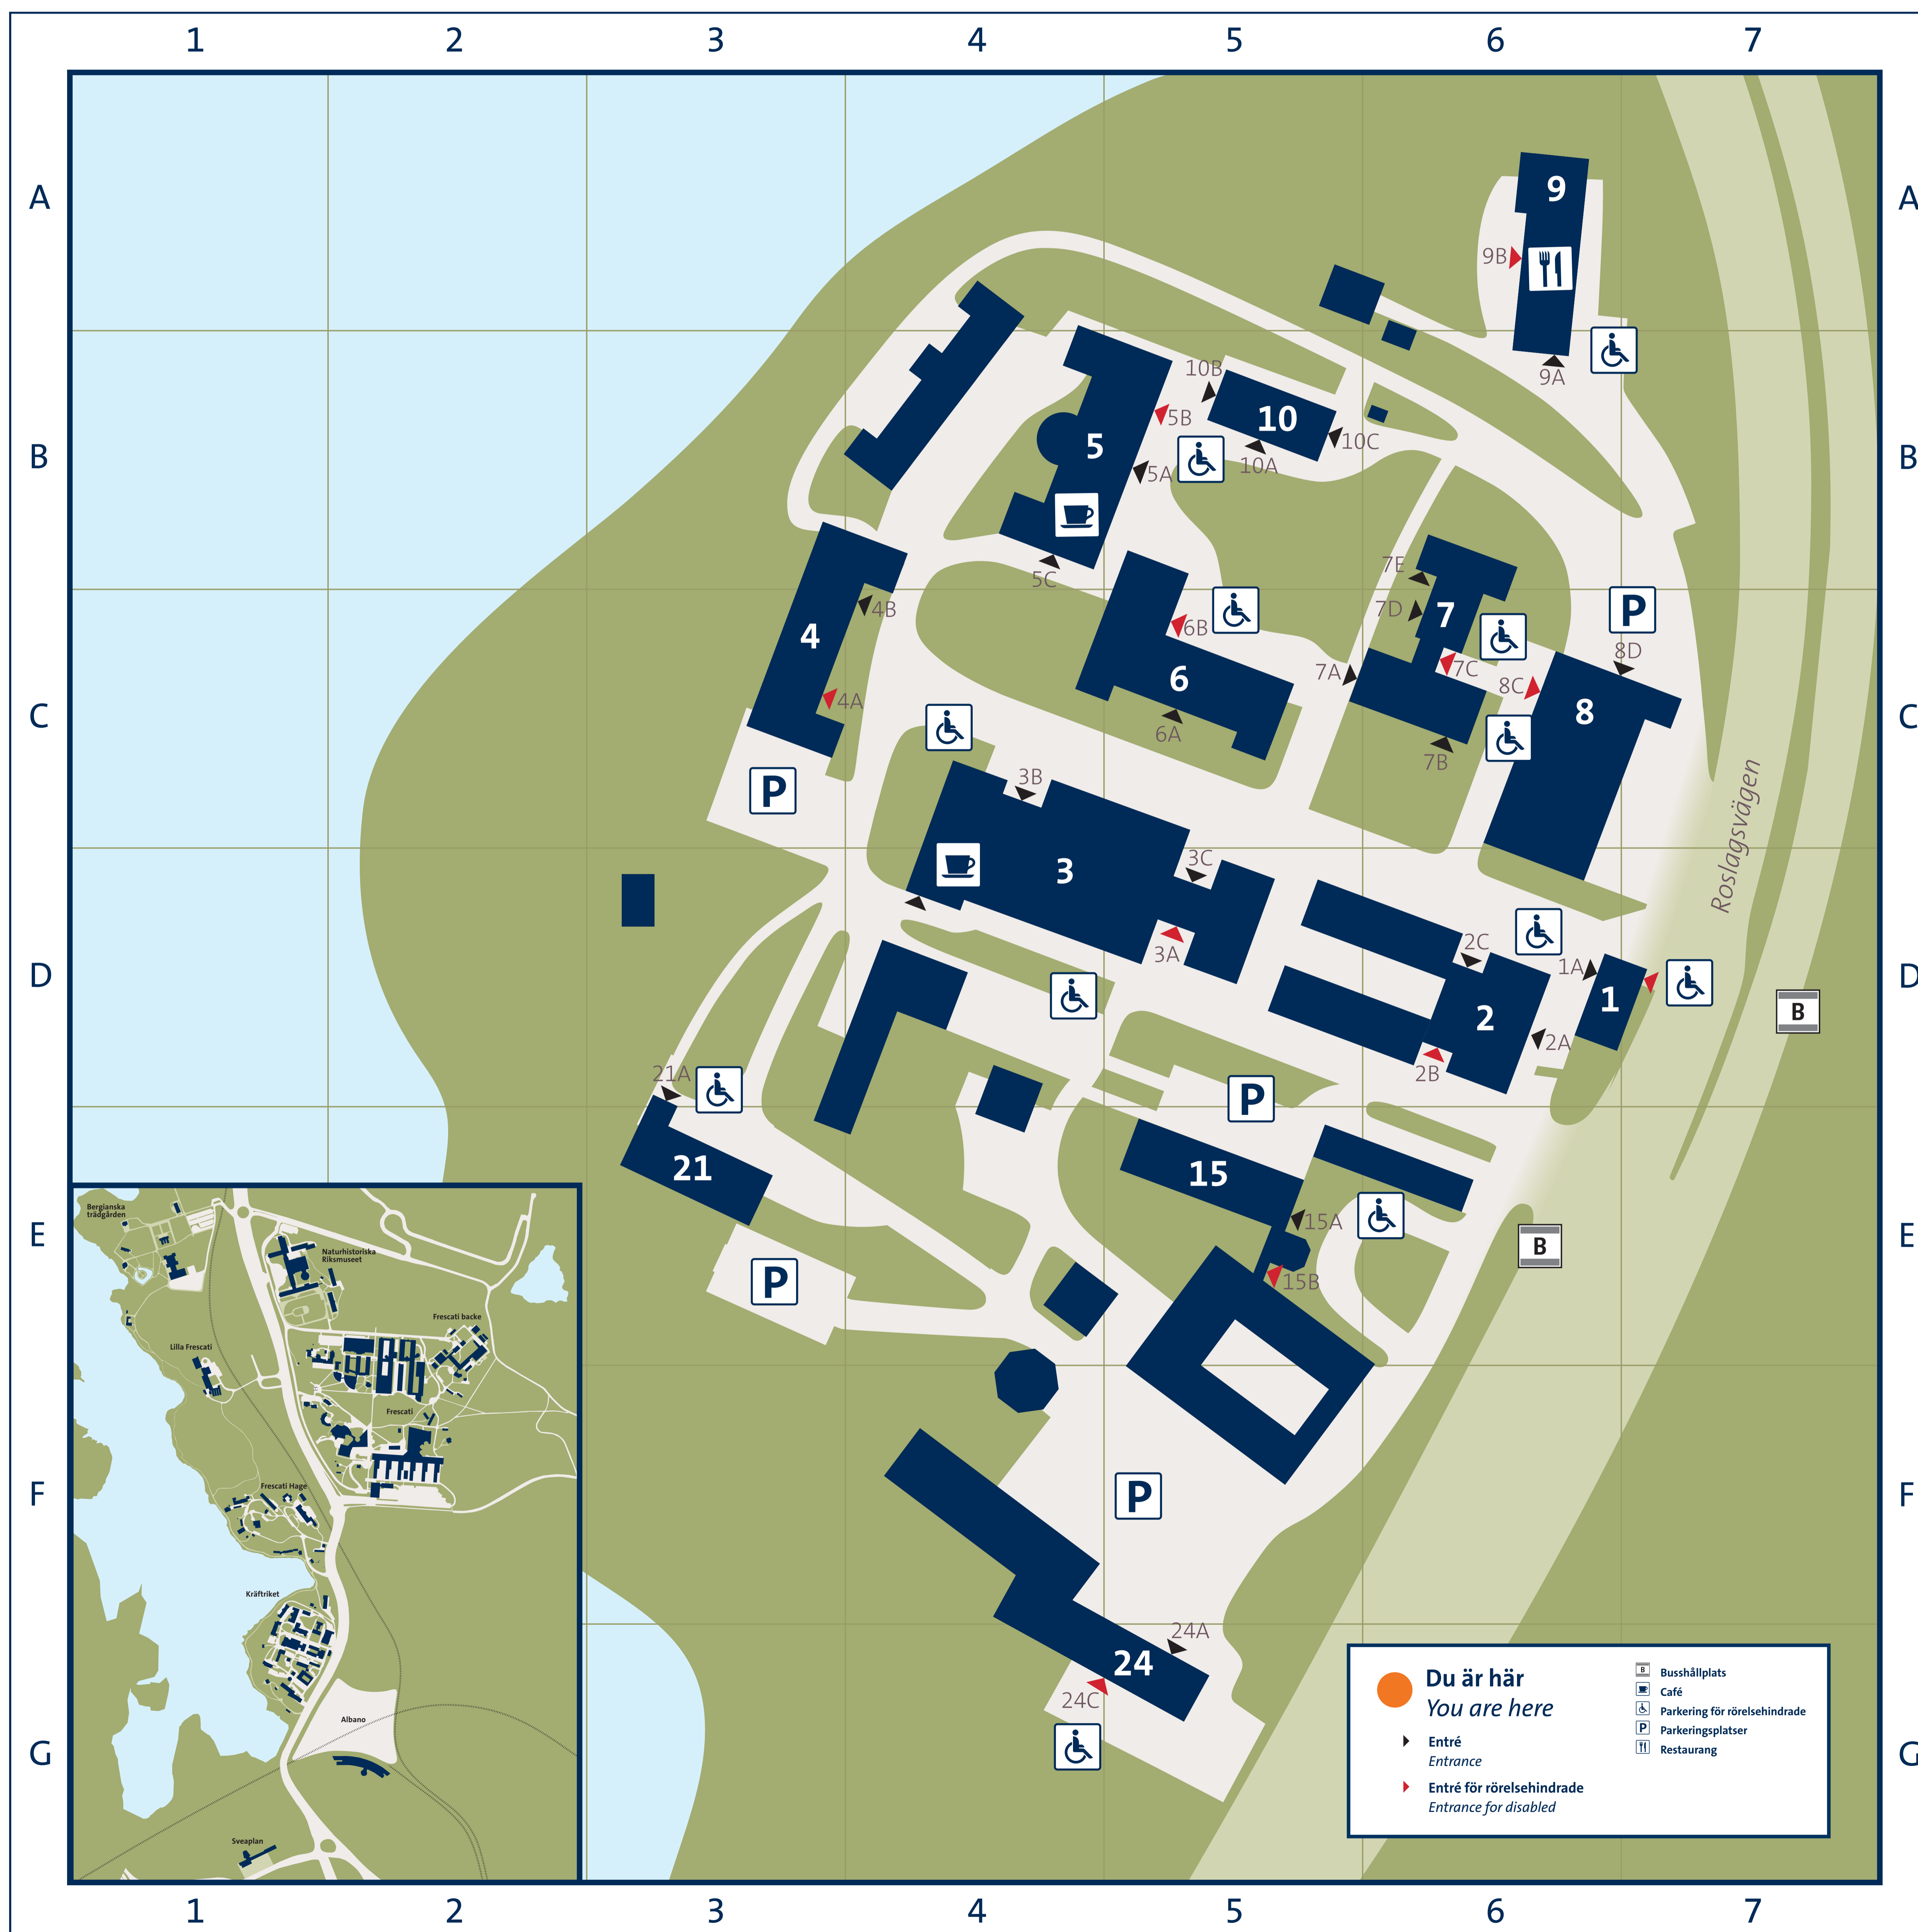 1 2 3 4 5 6 7
A A
9
9B
9A
B B
10B
10
5B
10C
5
5A
10A
5C
7E
4B
7D
7
P
4
6B
8D
6
7A
7C
8C
C C
4A
8
6A
7B
3B
P
Roslagsvägen
3C
3
2C
3A
1A
D D
1
B
2
2A
21A
2B
P
21
15
15A
E E
B
15B
P
F F
P
24A
24
24C
G G
Bergianska
trädgården
Naturhistoriska
Riksmuseet
Frescati backe
Lilla Frescati
Frescati
Frescati Hage
Kräftriket
Albano
Sveaplan
Du är här
You are here
Entré
Entrance
Entré för rörelsehindrade
Entrance for disabled
B Busshållplats
Café
Parkering för rörelsehindrade
P Parkeringsplatser
Restaurang
1 2 3 4 5 6 7